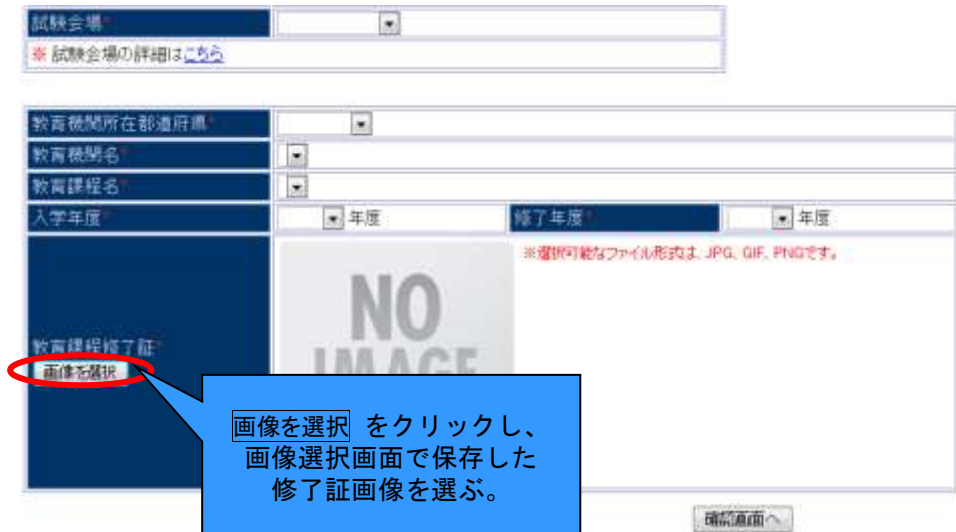 試験会場*
※ 試験会場の詳細はこちら
教育機関所在都道府県*
教育機関名*
教育課程名*
入学年度* 年度 修了年度* 年度
※選択可能なファイル形式は、JPG、GIF、PNGです。
NO
IMAGE
教育課程修了証*
画像を選択
画像を選択 をクリックし、
画像選択画面で保存した
修了証画像を選ぶ。
確認画面へ